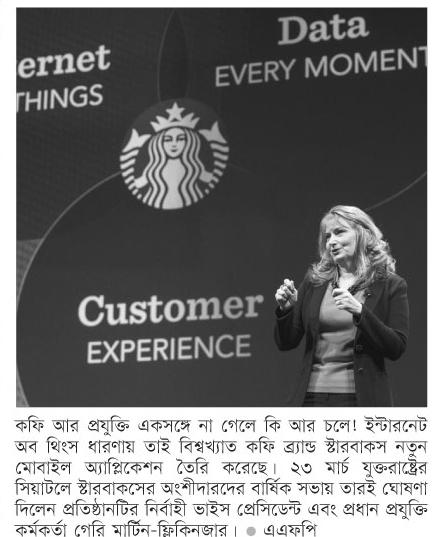 ernet
THINGS
Data
EVERY MOMENT
Customer
EXPERIENCE
কফি আর প্রযুক্তি একসঙ্গে না গেলে কি আর চলে! ইন্টারনেট
অব থিংস ধারণায় তাই বিশ্বখ্যাত কফি ব্র্যান্ড স্টারবাকস নতুন
মোবাইল অ্যাপ্লিকেশন তৈরি করেছে। ২৩ মার্চ যুক্তরাষ্ট্রের
সিয়াটলে স্টারবাকসের অংশীদারদের বার্ষিক সভায় তারই ঘোষণা
দিলেন প্রতিষ্ঠানটির নির্বাহী ভাইস প্রেসিডেন্ট এবং প্রধান প্রযুক্তি
কর্মকর্তা গেরি মার্টিন-ফ্লিকিনজার। ● এএফপি